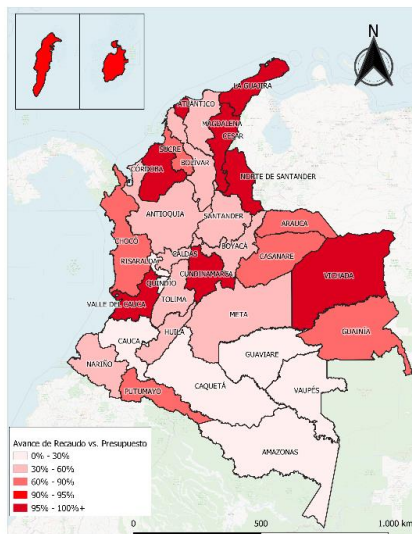 N
LA GUAJIRA
ATLÁNTICO
MAGDALENA
CESAR
SUCRE
BOLÍVAR
CÓRDOBA
NORTE DE SANTANDER
ANTIOQUIA
SANTANDER
ARAUCA
CHOCÓ
BOYACÁ
CALDAS
CASANARE
RISARALDA
CUNDINAMARCA
VICHADA
QUINDÍO
VALLE DEL CAUCA
TOLIMA
META
GUAINÍA
CAUCA
HUILA
GUAVIARE
NARIÑO
CAQUETÁ
VAUPÉS
PUTUMAYO
AMAZONAS
Avance de Recaudo vs. Presupuesto
0% - 30%
30% - 60%
60% - 90%
90% - 95%
95% - 100%+
0 500 1.000 km